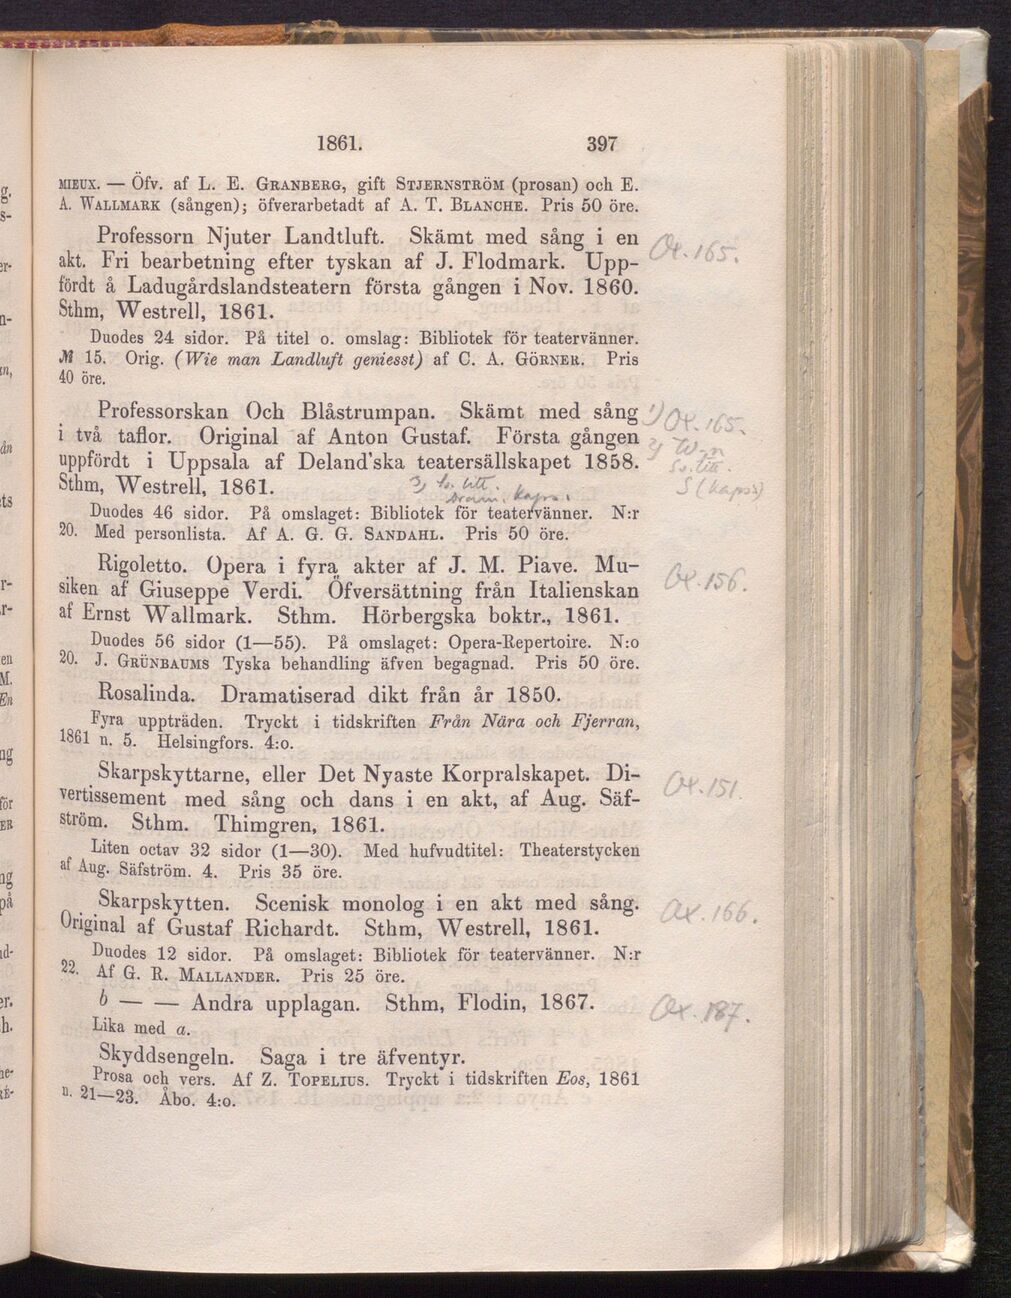 1861. 397
MIEUX. — Öfv. af L. E. GRANBERG, gift STJERNSTRÖM (prosan) och E.
A. WALLMARK (sången); öfverarbetadt af A. T. BLANCHE. Pris 50 öre.
Professorn Njuter Landtluft. Skämt med sång i en
akt. Fri bearbetning efter tyskan af J. Flodmark. Upp-
fördt å Ladugårdslandsteatern första gången i Nov. 1860.
Sthm, Westrell, 1861.
Ox. 165.
Duodes 24 sidor. På titel o. omslag: Bibliotek för teatervänner.
№ 15. Orig. (Wie man Landluft geniesst) af C. A. GÖRNER. Pris
40 öre.
Professorskan Och Blåstrumpan. Skämt med sång
i två taflor. Original af Anton Gustaf. Första gången
uppfördt i Uppsala af Deland'ska teatersällskapet 1858.
Sthm, Westrell, 1861.
1) Ox. 165.
2)
Sv. litt.
3)
Duodes 46 sidor. På omslaget: Bibliotek för teatervänner. N:r
20. Med personlista. Af A. G. G. SANDAHL. Pris 50 öre.
Rigoletto. Opera i fyra akter af J. M. Piave. Mu-
siken af Giuseppe Verdi. Öfversättning från Italienskan
af Ernst Wallmark. Sthm. Hörbergska boktr., 1861.
Ox. 156.
Duodes 56 sidor (1—55). På omslaget: Opera-Repertoire. N:o
20. J. GRÜNBAUMS Tyska behandling äfven begagnad. Pris 50 öre.
Rosalinda. Dramatiserad dikt från år 1850.
Fyra uppträden. Tryckt i tidskriften Från Nära och Fjerran,
1861 n. 5. Helsingfors. 4:o.
Skarpskyttarne, eller Det Nyaste Korpralskapet. Di-
vertissement med sång och dans i en akt, af Aug. Säf-
ström. Sthm. Thimgren, 1861.
Ox. 151.
Liten octav 32 sidor (1—30). Med hufvudtitel: Theaterstycken
af Aug. Säfström. 4. Pris 35 öre.
Skarpskytten. Scenisk monolog i en akt med sång.
Original af Gustaf Richardt. Sthm, Westrell, 1861.
Ox. 166.
Duodes 12 sidor. På omslaget: Bibliotek för teatervänner. N:r
22. Af G. R. MALLANDER. Pris 25 öre.
b — — Andra upplagan. Sthm, Flodin, 1867.
Ox. 187.
Lika med a.
Skyddsengeln. Saga i tre äfventyr.
Prosa och vers. Af Z. TOPELIUS. Tryckt i tidskriften Eos, 1861
n. 21—23. Åbo. 4:o.